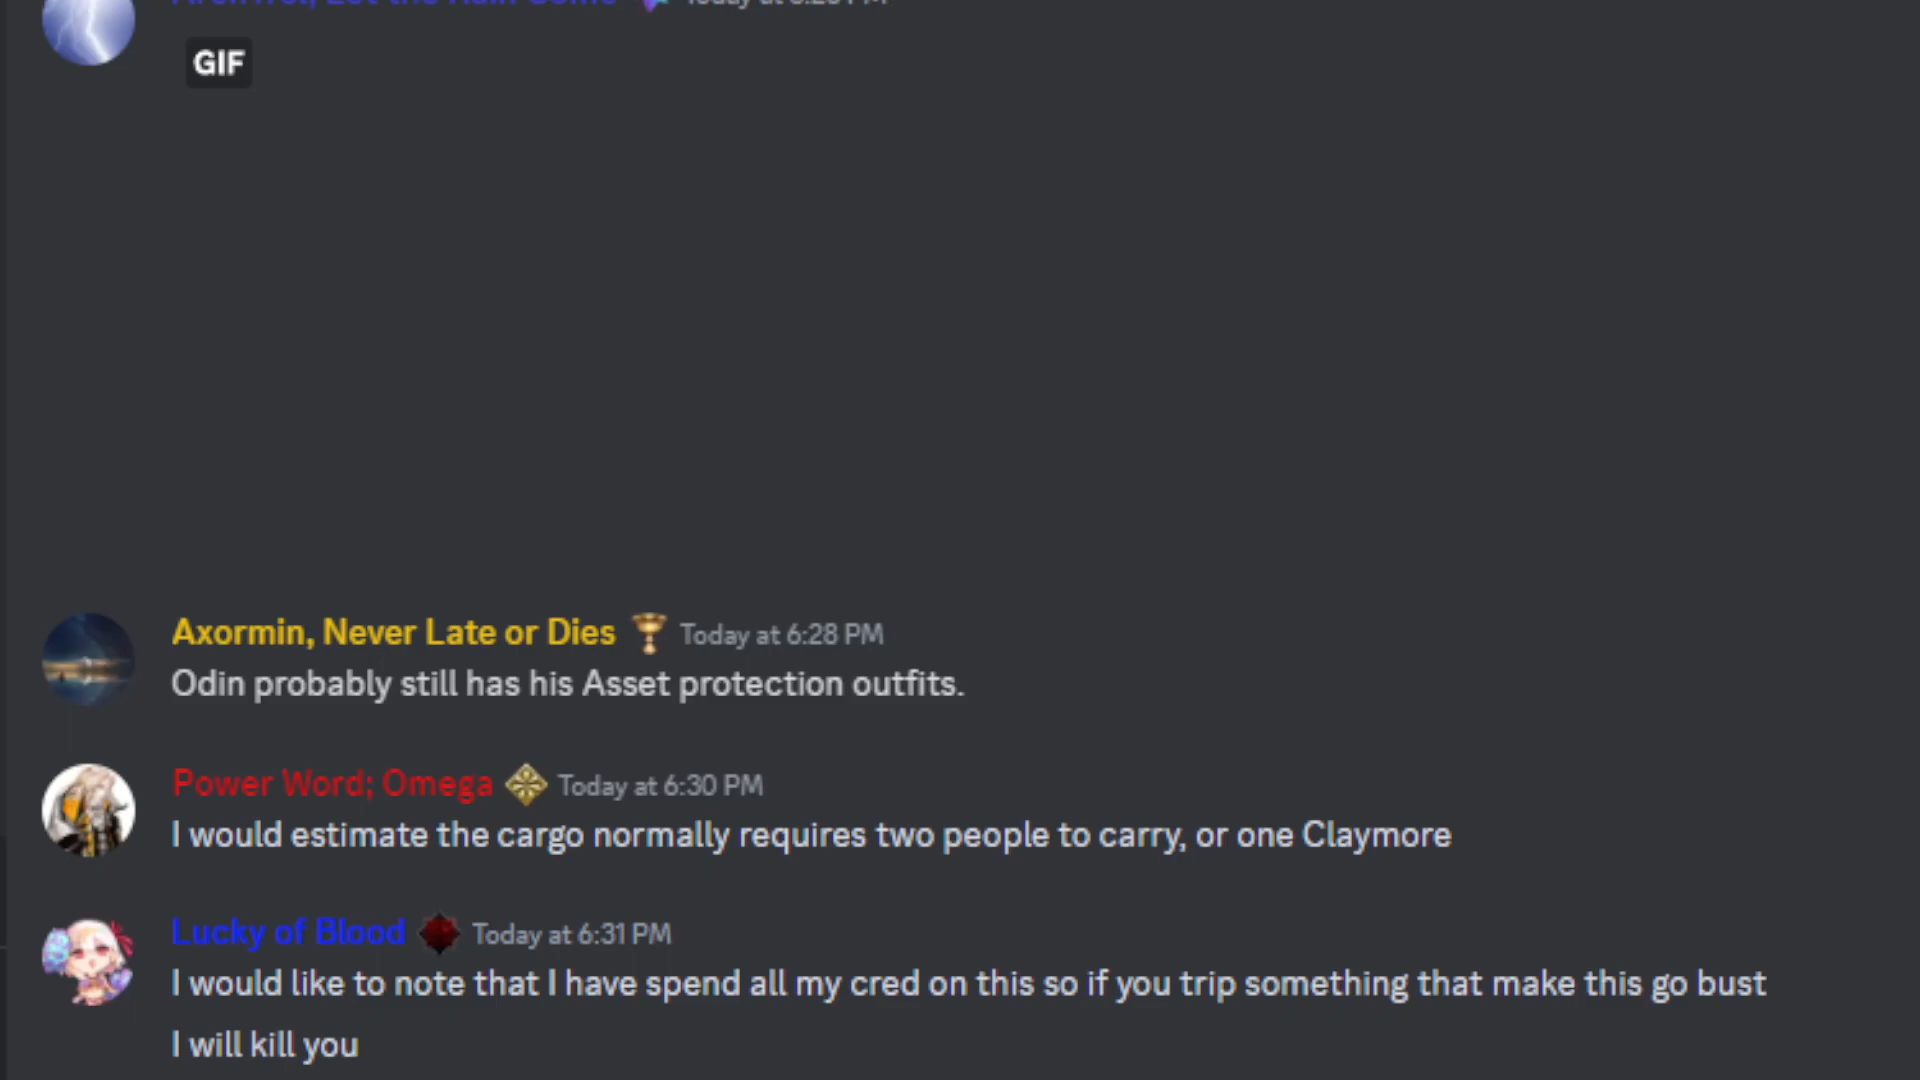 GIF
Axormin, Never Late or Dies Today at 6:28 PM
Odin probably still has his Asset protection outfits.
Power Word; Omega Today at 6:30 PM
I would estimate the cargo normally requires two people to carry, or one Claymore
Lucky of Blood Today at 6:31 PM
I would like to note that I have spend all my cred on this so if you trip something that make this go bust
I will kill you